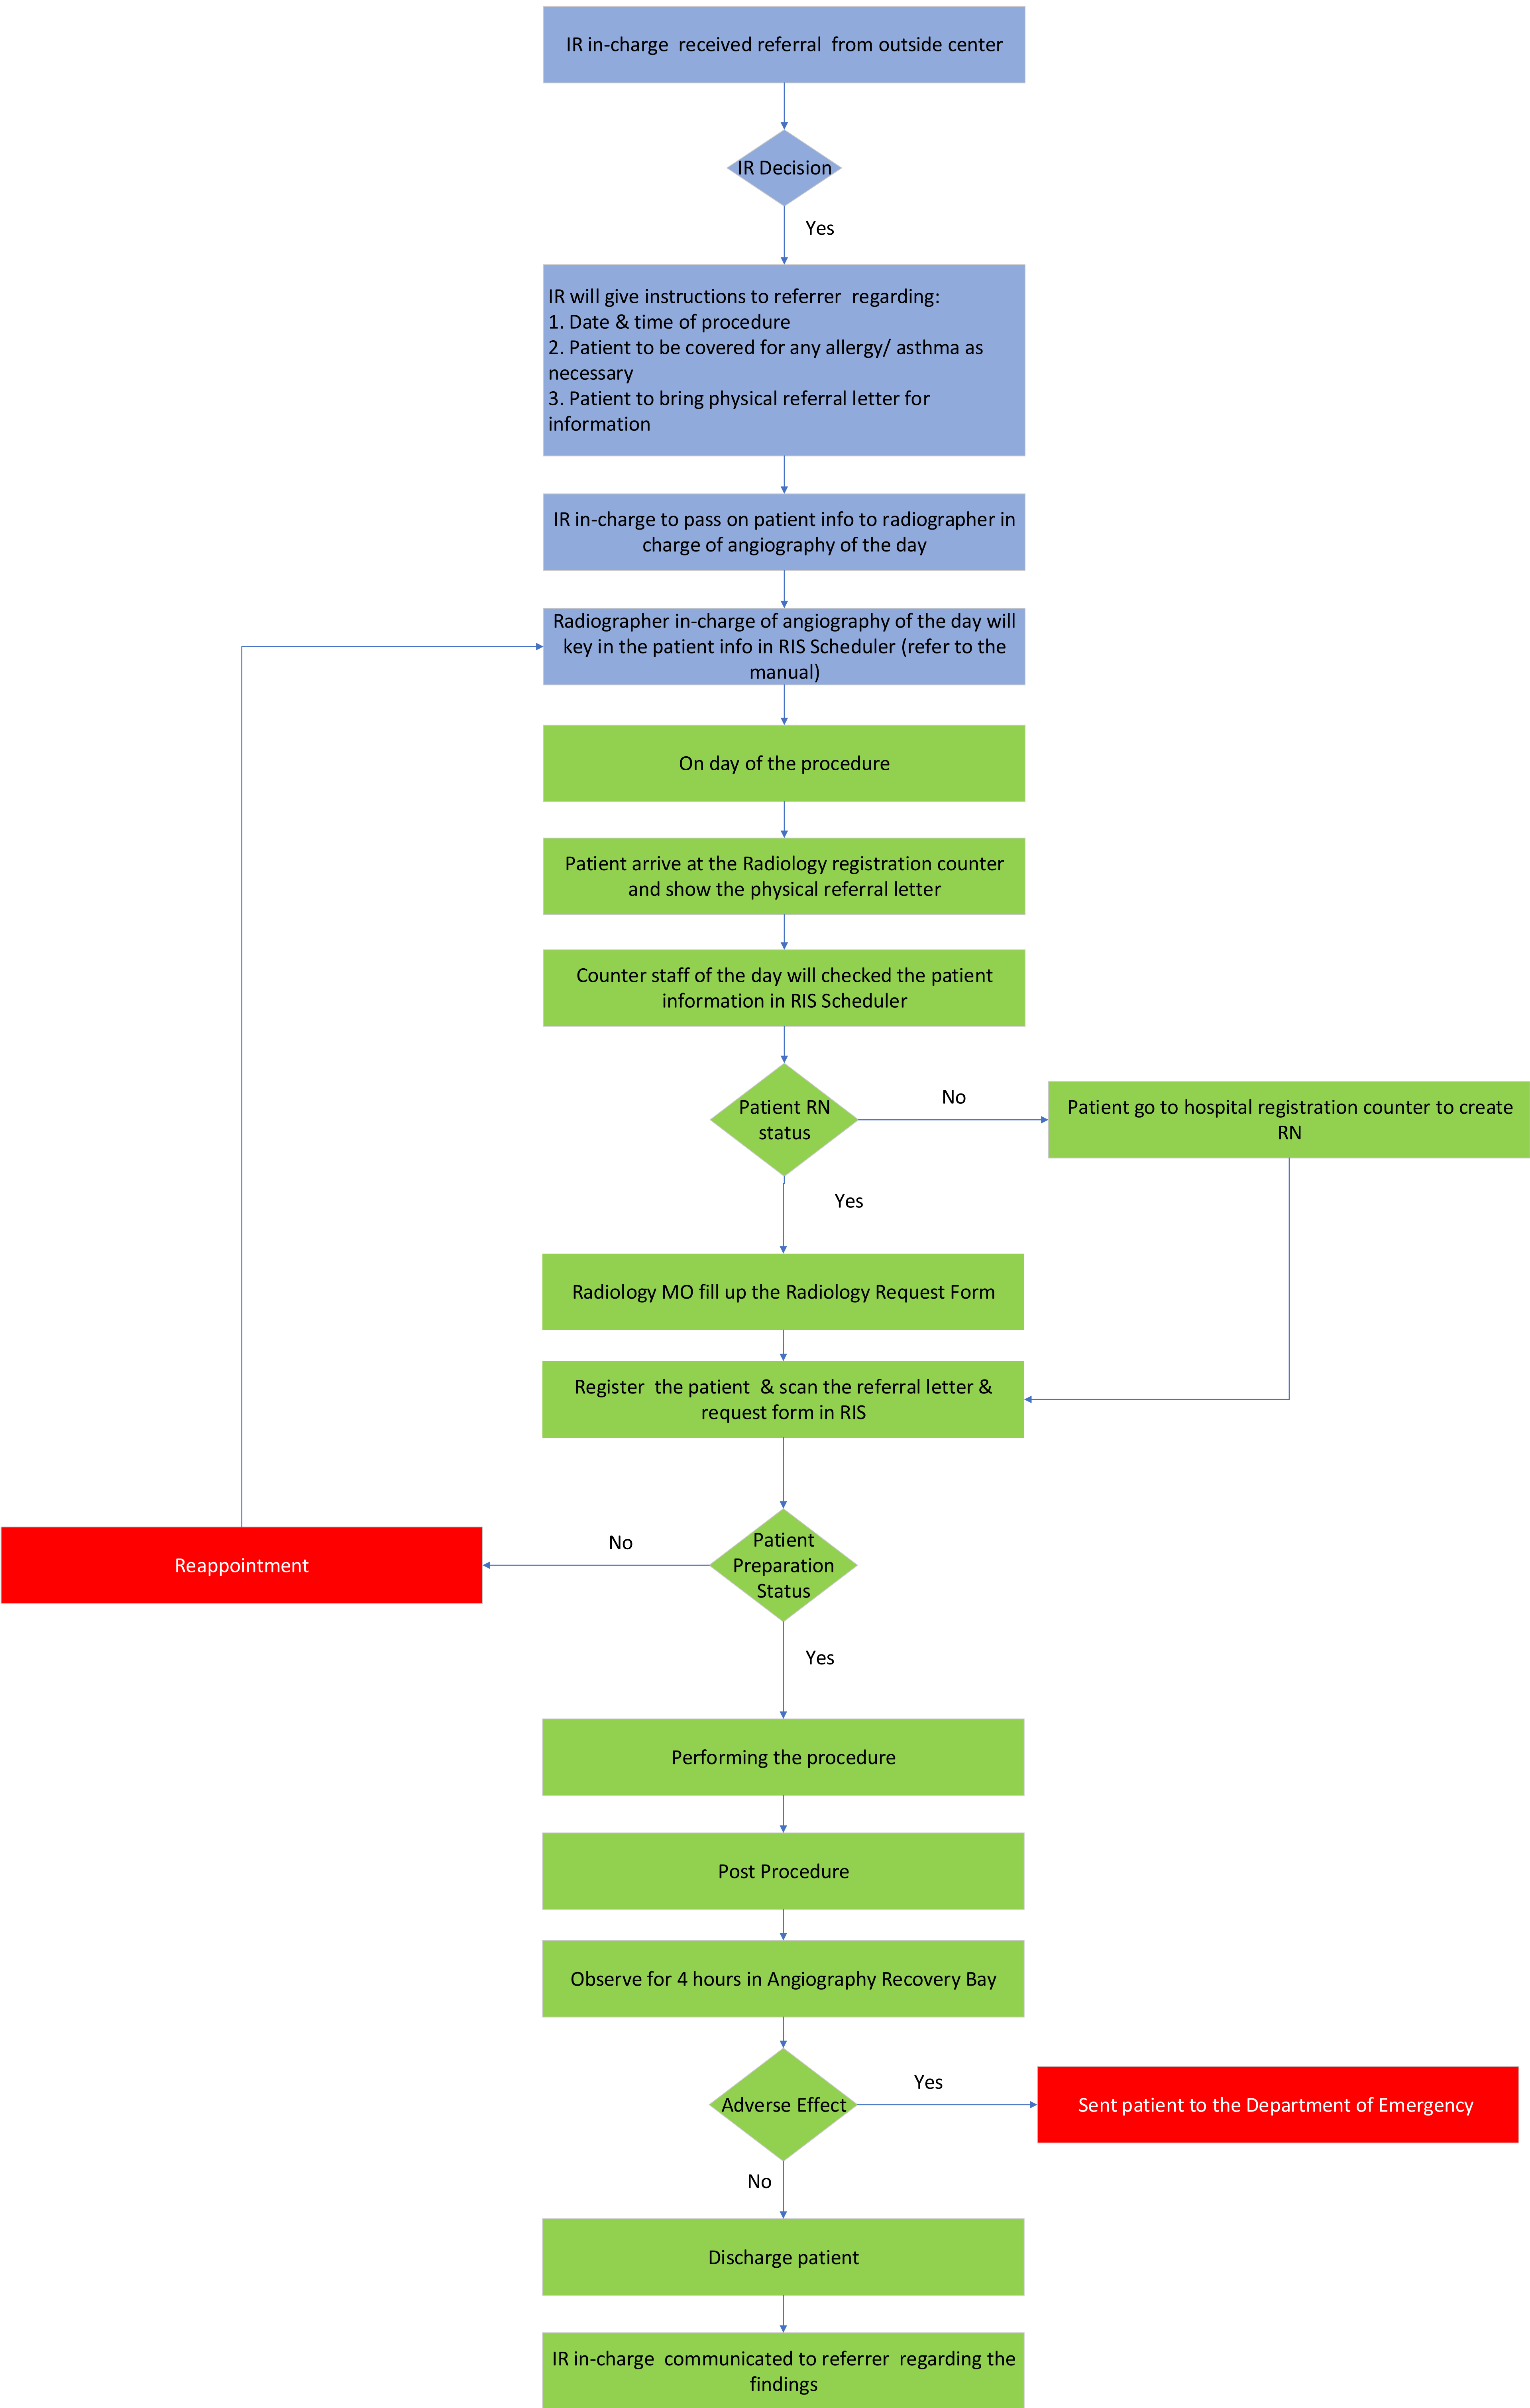 IR in-charge  received referral  from outside center
IR Decision
Yes
IR will give instructions to referrer  regarding:
1. Date & time of procedure
2. Patient to be covered for any allergy/ asthma as
necessary
3. Patient to bring physical referral letter for
information
IR in-charge to pass on patient info to radiographer in
charge of angiography of the day
Radiographer in-charge of angiography of the day will
key in the patient info in RIS Scheduler (refer to the
manual)
On day of the procedure
Patient arrive at the Radiology registration counter
and show the physical referral letter
Counter staff of the day will checked the patient
information in RIS Scheduler
Patient RN
status
No
Patient go to hospital registration counter to create
RN
Yes
Radiology MO fill up the Radiology Request Form
Register  the patient  & scan the referral letter &
request form in RIS
Patient
Preparation
Status
No
Reappointment
Yes
Performing the procedure
Post Procedure
Observe for 4 hours in Angiography Recovery Bay
Adverse Effect
Yes
Sent patient to the Department of Emergency
No
Discharge patient
IR in-charge  communicated to referrer  regarding the
findings